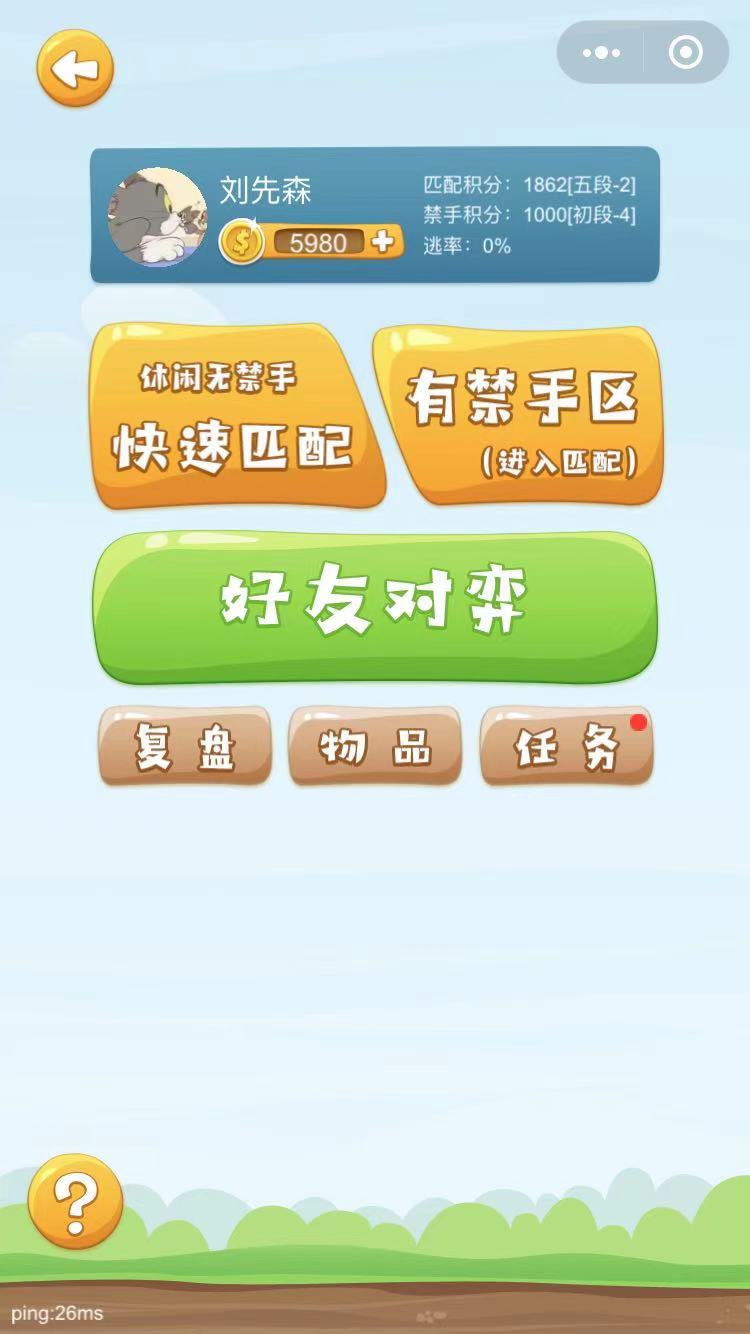 刘先森
5980
匹配积分：1862[五段-2]
禁手积分：1000[初段-4]
逃率：0%
休闲无禁手
快速匹配
有禁手区
(进入匹配)
好友对弈
复盘
物品
任务
?
ping:26ms